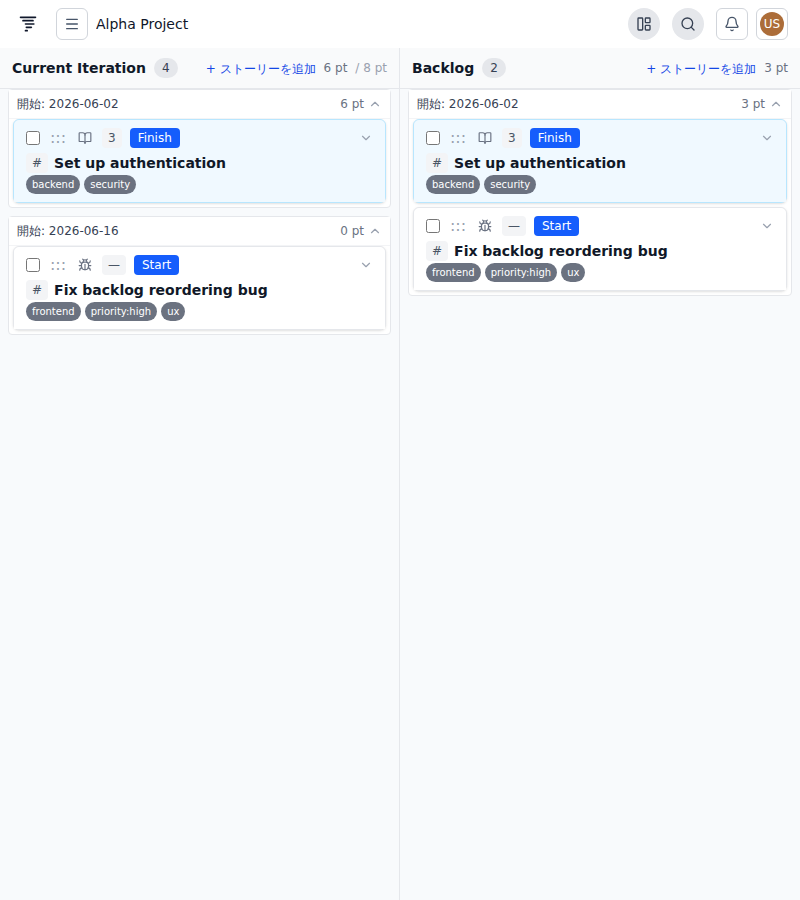 Alpha Project
US
Current Iteration 4 + ストーリーを追加 6 pt / 8 pt
開始: 2026-06-02 6 pt
3 Finish
# Set up authentication
backend security
開始: 2026-06-16 0 pt
— Start
# Fix backlog reordering bug
frontend priority:high ux
Backlog 2 + ストーリーを追加 3 pt
開始: 2026-06-02 3 pt
3 Finish
# Set up authentication
backend security
— Start
# Fix backlog reordering bug
frontend priority:high ux